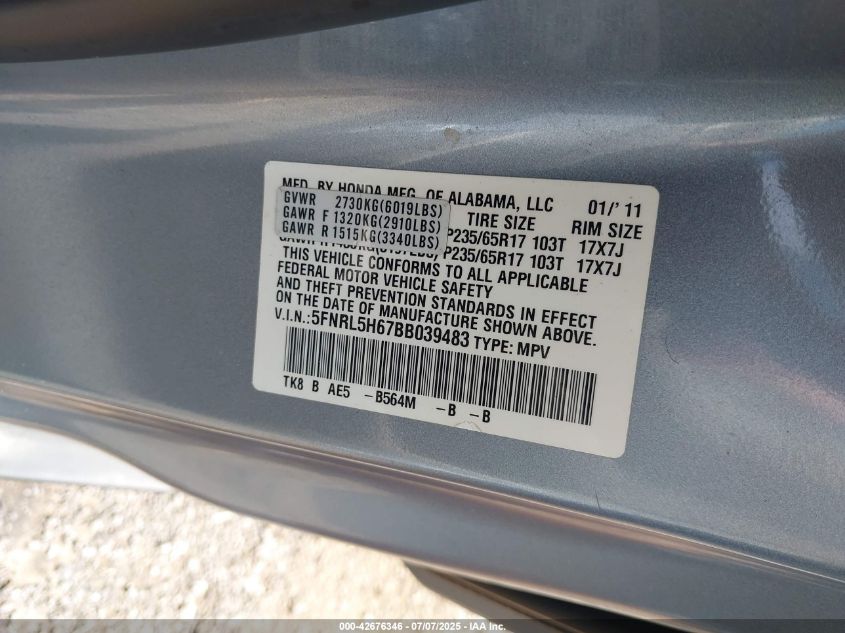 MFD. BY HONDA MFG. OF ALABAMA, LLC 01/'11
GVWR 2730KG(6019LBS) TIRE SIZE RIM SIZE
GAWR F 1320KG(2910LBS) P235/65R17 103T 17X7J
GAWR R 1515KG(3340LBS) P235/65R17 103T 17X7J
THIS VEHICLE CONFORMS TO ALL APPLICABLE
FEDERAL MOTOR VEHICLE SAFETY
AND THEFT PREVENTION STANDARDS IN EFFECT
ON THE DATE OF MANUFACTURE SHOWN ABOVE.
V.I.N.:5FNRL5H67BB039483 TYPE: MPV
TK8 B AE5 -B564M -B -B
000-42676346 - 07/07/2025 - IAA Inc.